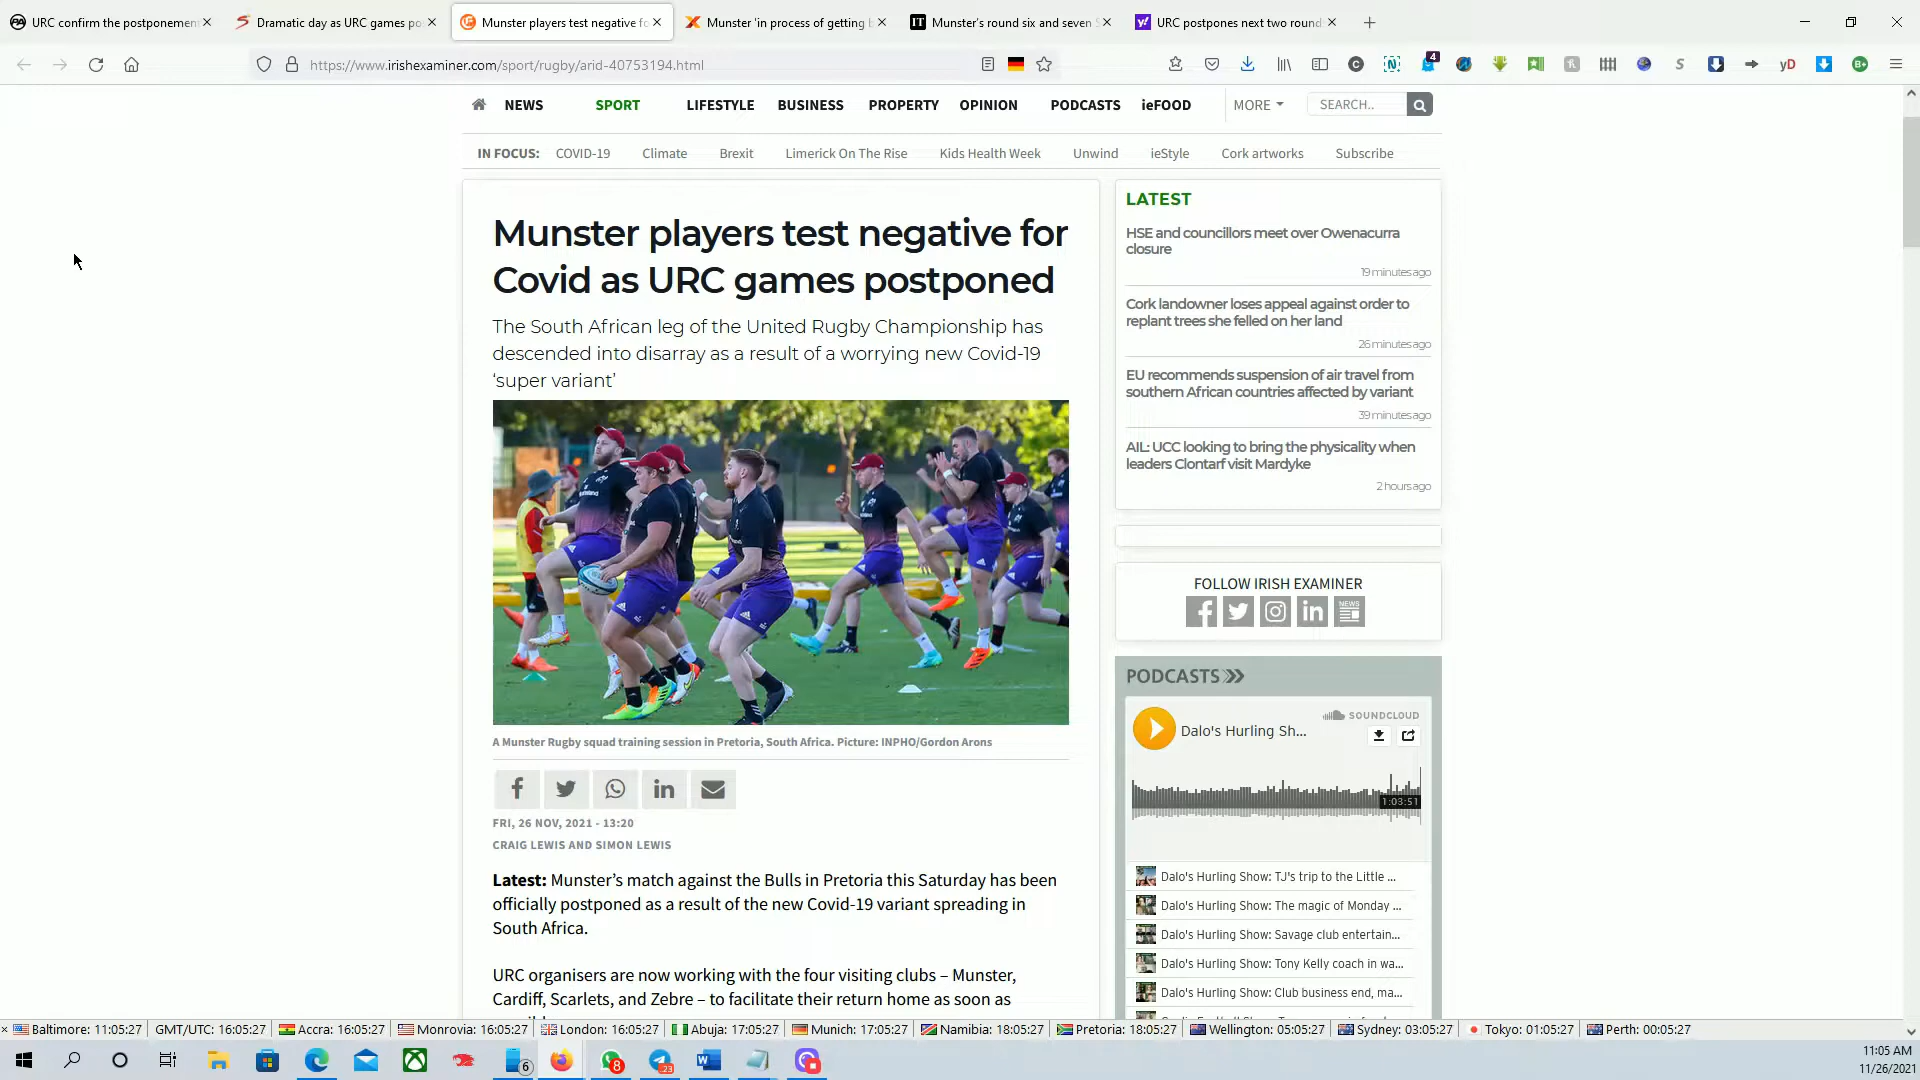 URC confirm the postponement
Dramatic day as URC games po
Munster players test negative fo
Munster 'in process of getting b
Munster's round six and seven S
URC postpones next two round
https://www.irishexaminer.com/sport/rugby/arid-40753194.html
4
yD
B+
NEWS SPORT LIFESTYLE BUSINESS PROPERTY OPINION PODCASTS ieFOOD MORE SEARCH..
IN FOCUS: COVID-19 Climate Brexit Limerick On The Rise Kids Health Week Unwind ieStyle Cork artworks Subscribe
Munster players test negative for
Covid as URC games postponed
The South African leg of the United Rugby Championship has
descended into disarray as a result of a worrying new Covid-19
‘super variant’
A Munster Rugby squad training session in Pretoria, South Africa. Picture: INPHO/Gordon Arons
FRI, 26 NOV, 2021 - 13:20
CRAIG LEWIS AND SIMON LEWIS
Latest: Munster’s match against the Bulls in Pretoria this Saturday has been
officially postponed as a result of the new Covid-19 variant spreading in
South Africa.
URC organisers are now working with the four visiting clubs – Munster,
Cardiff, Scarlets, and Zebre – to facilitate their return home as soon as
LATEST
HSE and councillors meet over Owenacurra
closure
19 minutes ago
Cork landowner loses appeal against order to
replant trees she felled on her land
26 minutes ago
EU recommends suspension of air travel from
southern African countries affected by variant
39 minutes ago
AIL: UCC looking to bring the physicality when
leaders Clontarf visit Mardyke
2 hours ago
FOLLOW IRISH EXAMINER
NEWS
PODCASTS
SOUNDCLOUD
Dalo's Hurling Sh...
1:03:51
Dalo's Hurling Show: TJ's trip to the Little ...
Dalo's Hurling Show: The magic of Monday ...
Dalo's Hurling Show: Savage club entertain...
Dalo's Hurling Show: Tony Kelly coach in wa...
Dalo's Hurling Show: Club business end, ma...
Baltimore: 11:05:27 GMT/UTC: 16:05:27 Accra: 16:05:27 Monrovia: 16:05:27 London: 16:05:27 Abuja: 17:05:27 Munich: 17:05:27 Namibia: 18:05:27 Pretoria: 18:05:27 Wellington: 05:05:27 Sydney: 03:05:27 Tokyo: 01:05:27 Perth: 00:05:27
6
8
23
11:05 AM
11/26/2021